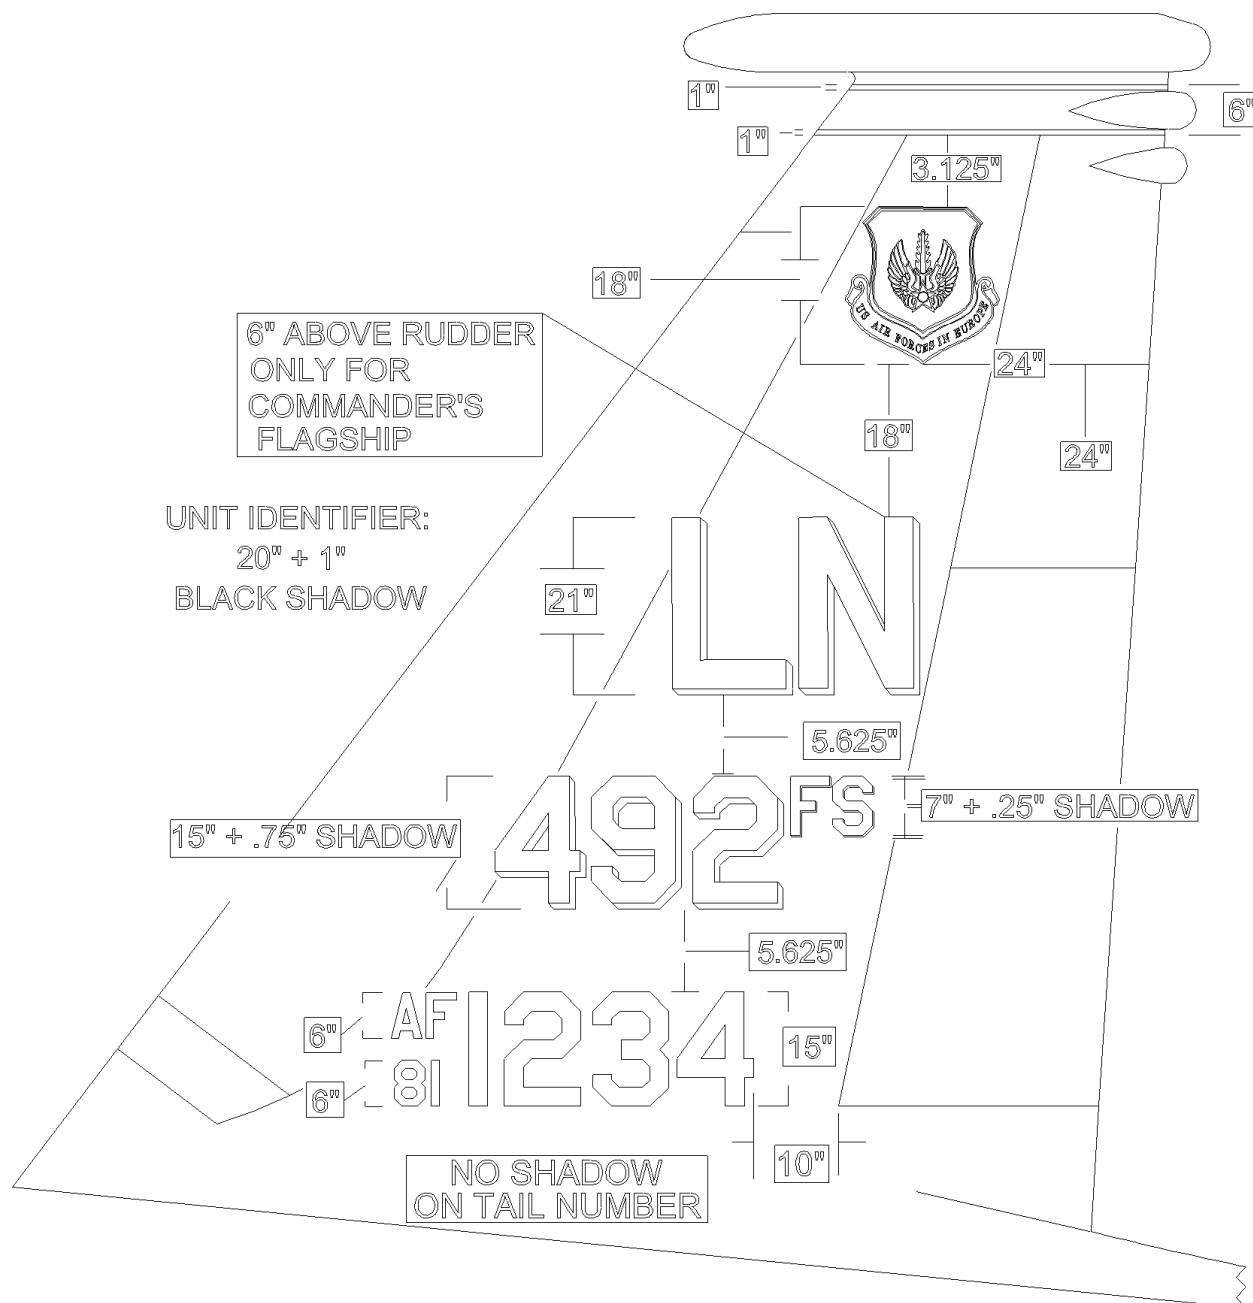 1"
6"
1"
3.125"
18"
US AIR FORCES IN EUROPE
6" ABOVE RUDDER
ONLY FOR
COMMANDER'S
FLAGSHIP
24"
18"
24"
UNIT IDENTIFIER:
20" + 1"
BLACK SHADOW
21"
LN
5.625"
15" + .75" SHADOW
492 FS
7" + .25" SHADOW
5.625"
6"
AF
1234
15"
6"
81
10"
NO SHADOW
ON TAIL NUMBER